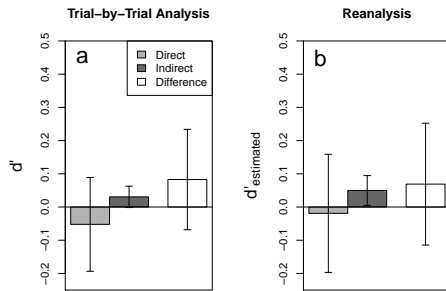 Trial−by−Trial Analysis
a
Direct
Indirect
Difference
d'
0.5
0.4
0.3
0.2
0.1
0.0
−0.1
−0.2
Reanalysis
b
d'estimated
0.5
0.4
0.3
0.2
0.1
0.0
−0.1
−0.2